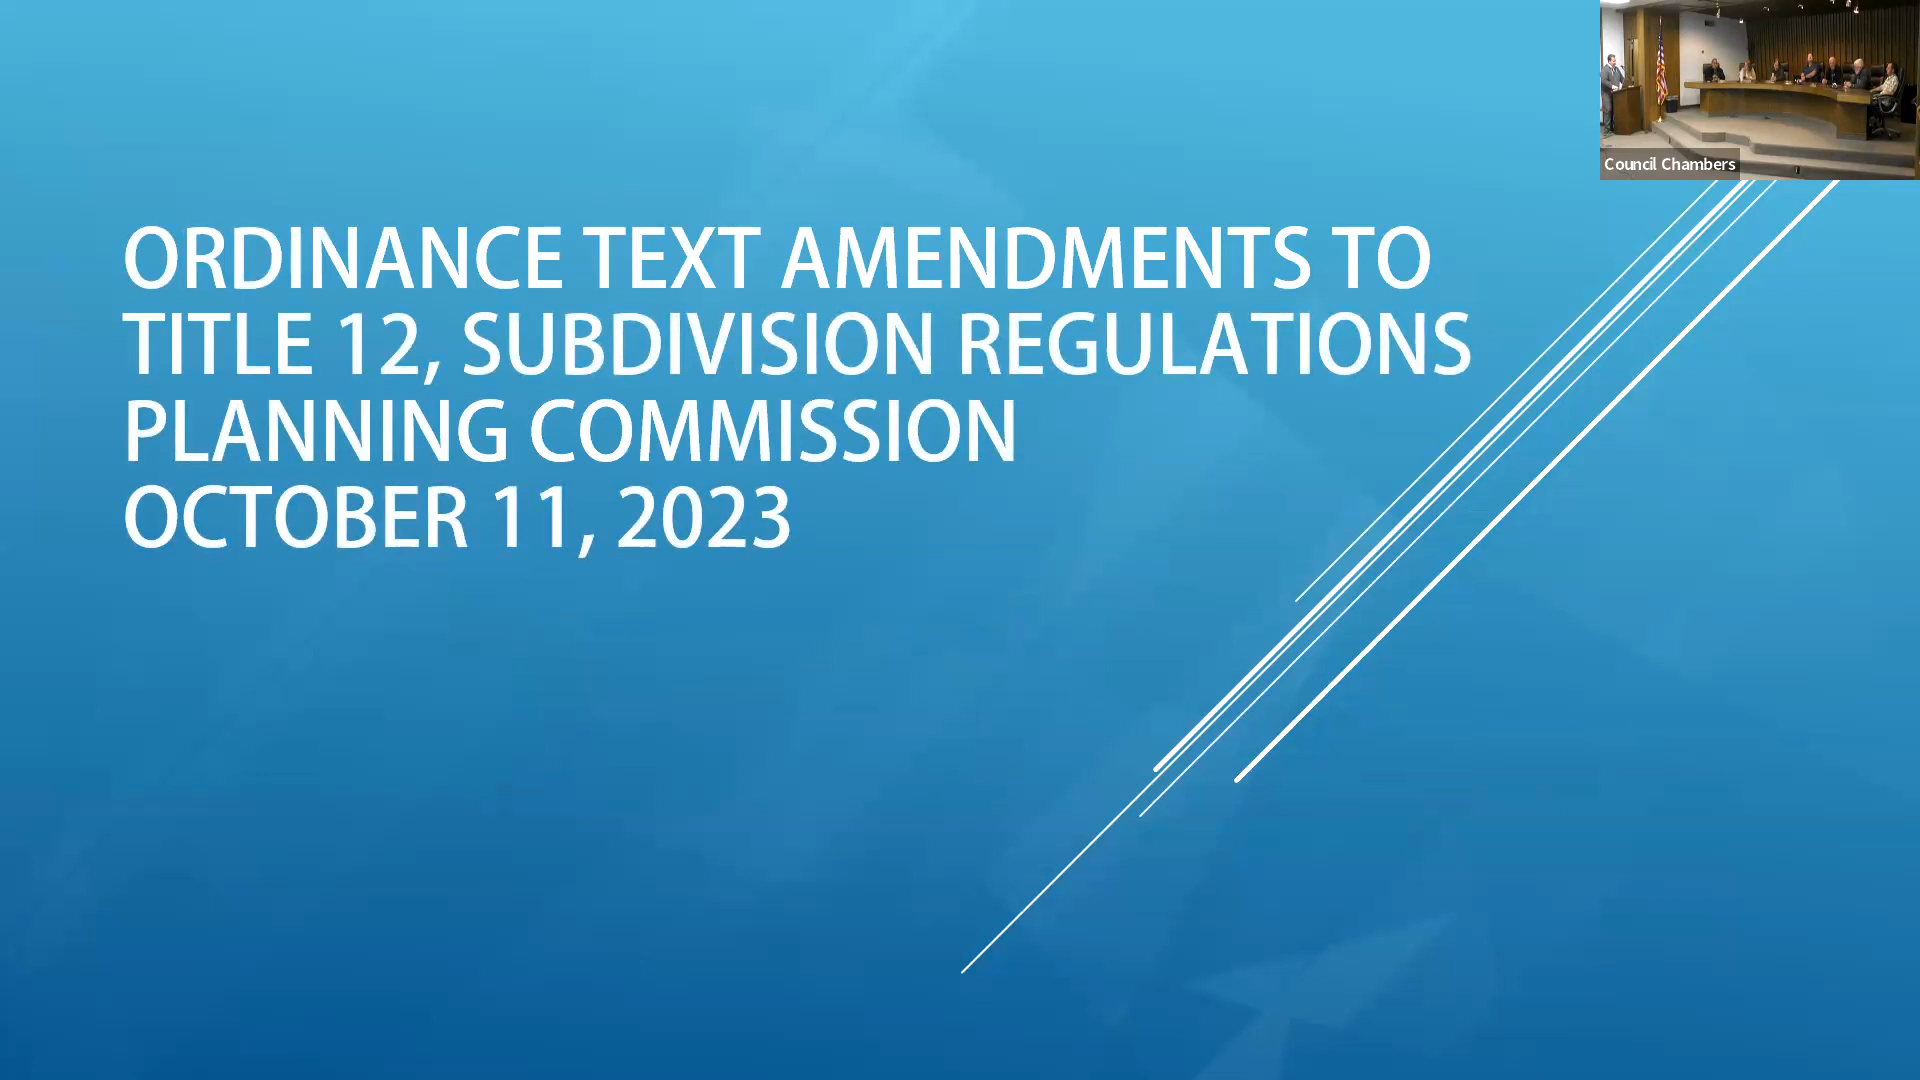 ORDINANCE TEXT AMENDMENTS TO
TITLE 12, SUBDIVISION REGULATIONS
PLANNING COMMISSION
OCTOBER 11, 2023
Council Chambers